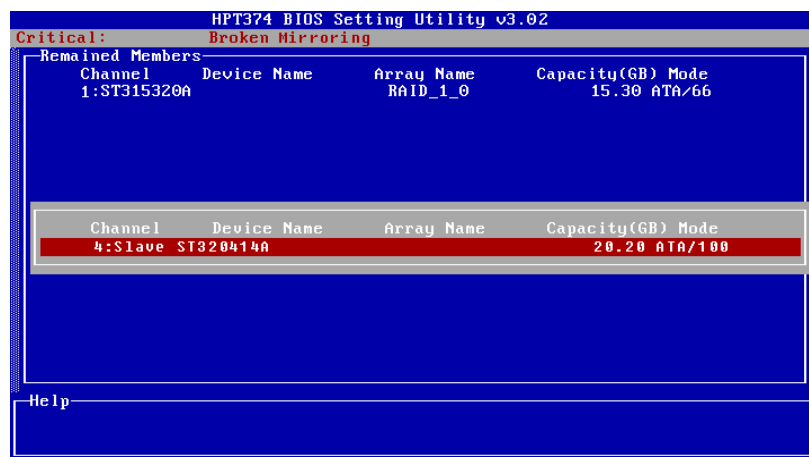 HPT374 BIOS Setting Utility v3.02
Critical: Broken Mirroring
Remained Members
Channel Device Name Array Name Capacity(GB) Mode
1:ST315320A RAID_1_0 15.30 ATA/66
Channel Device Name Array Name Capacity(GB) Mode
4:Slave ST320414A 20.20 ATA/100
Help